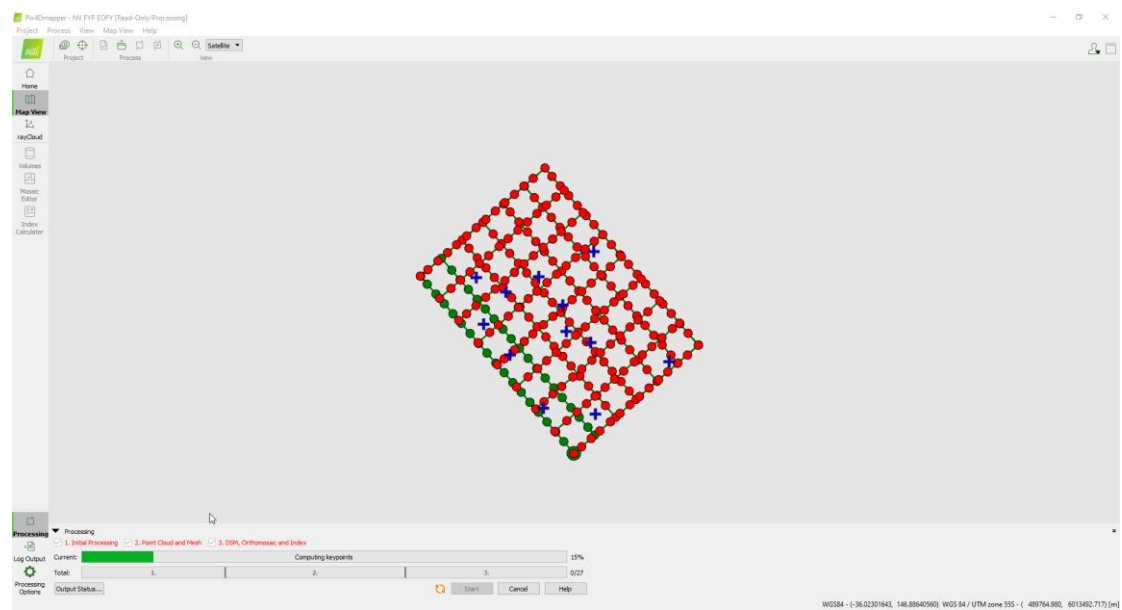 Pix4Dmapper - NV FYP EOFY [Read-Only/Processing]
Project Process View Map View Help
Satellite
Project Process View
Home
Map View
rayCloud
Volumes
Mosaic
Editor
Index
Calculator
Processing
Processing
1. Initial Processing 2. Point Cloud and Mesh 3. DSM, Orthomosaic and Index
Log Output
Current: Computing keypoints 15%
Total: 1. 2. 3. 0/27
Processing
Options
Output Status... Start Cancel Help
WGS84 - (-36.02301643, 146.88640560) WGS 84 / UTM zone 55S - ( 489764.980, 6013492.717) [m]